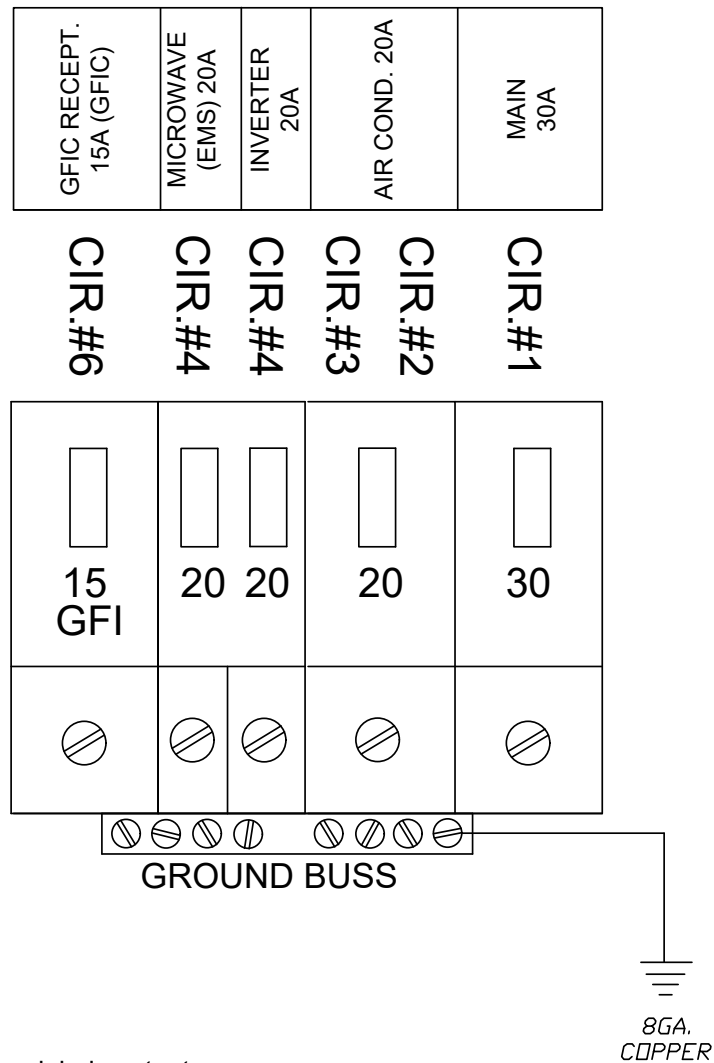 GFIC RECEPT.
15A (GFIC)
MICROWAVE
(EMS) 20A
INVERTER
20A
AIR COND. 20A
MAIN
30A
CIR.#6
CIR.#4
CIR.#4
CIR.#3
CIR.#2
CIR.#1
15
GFI
20
20
20
30
GROUND BUSS
8GA.
COPPER